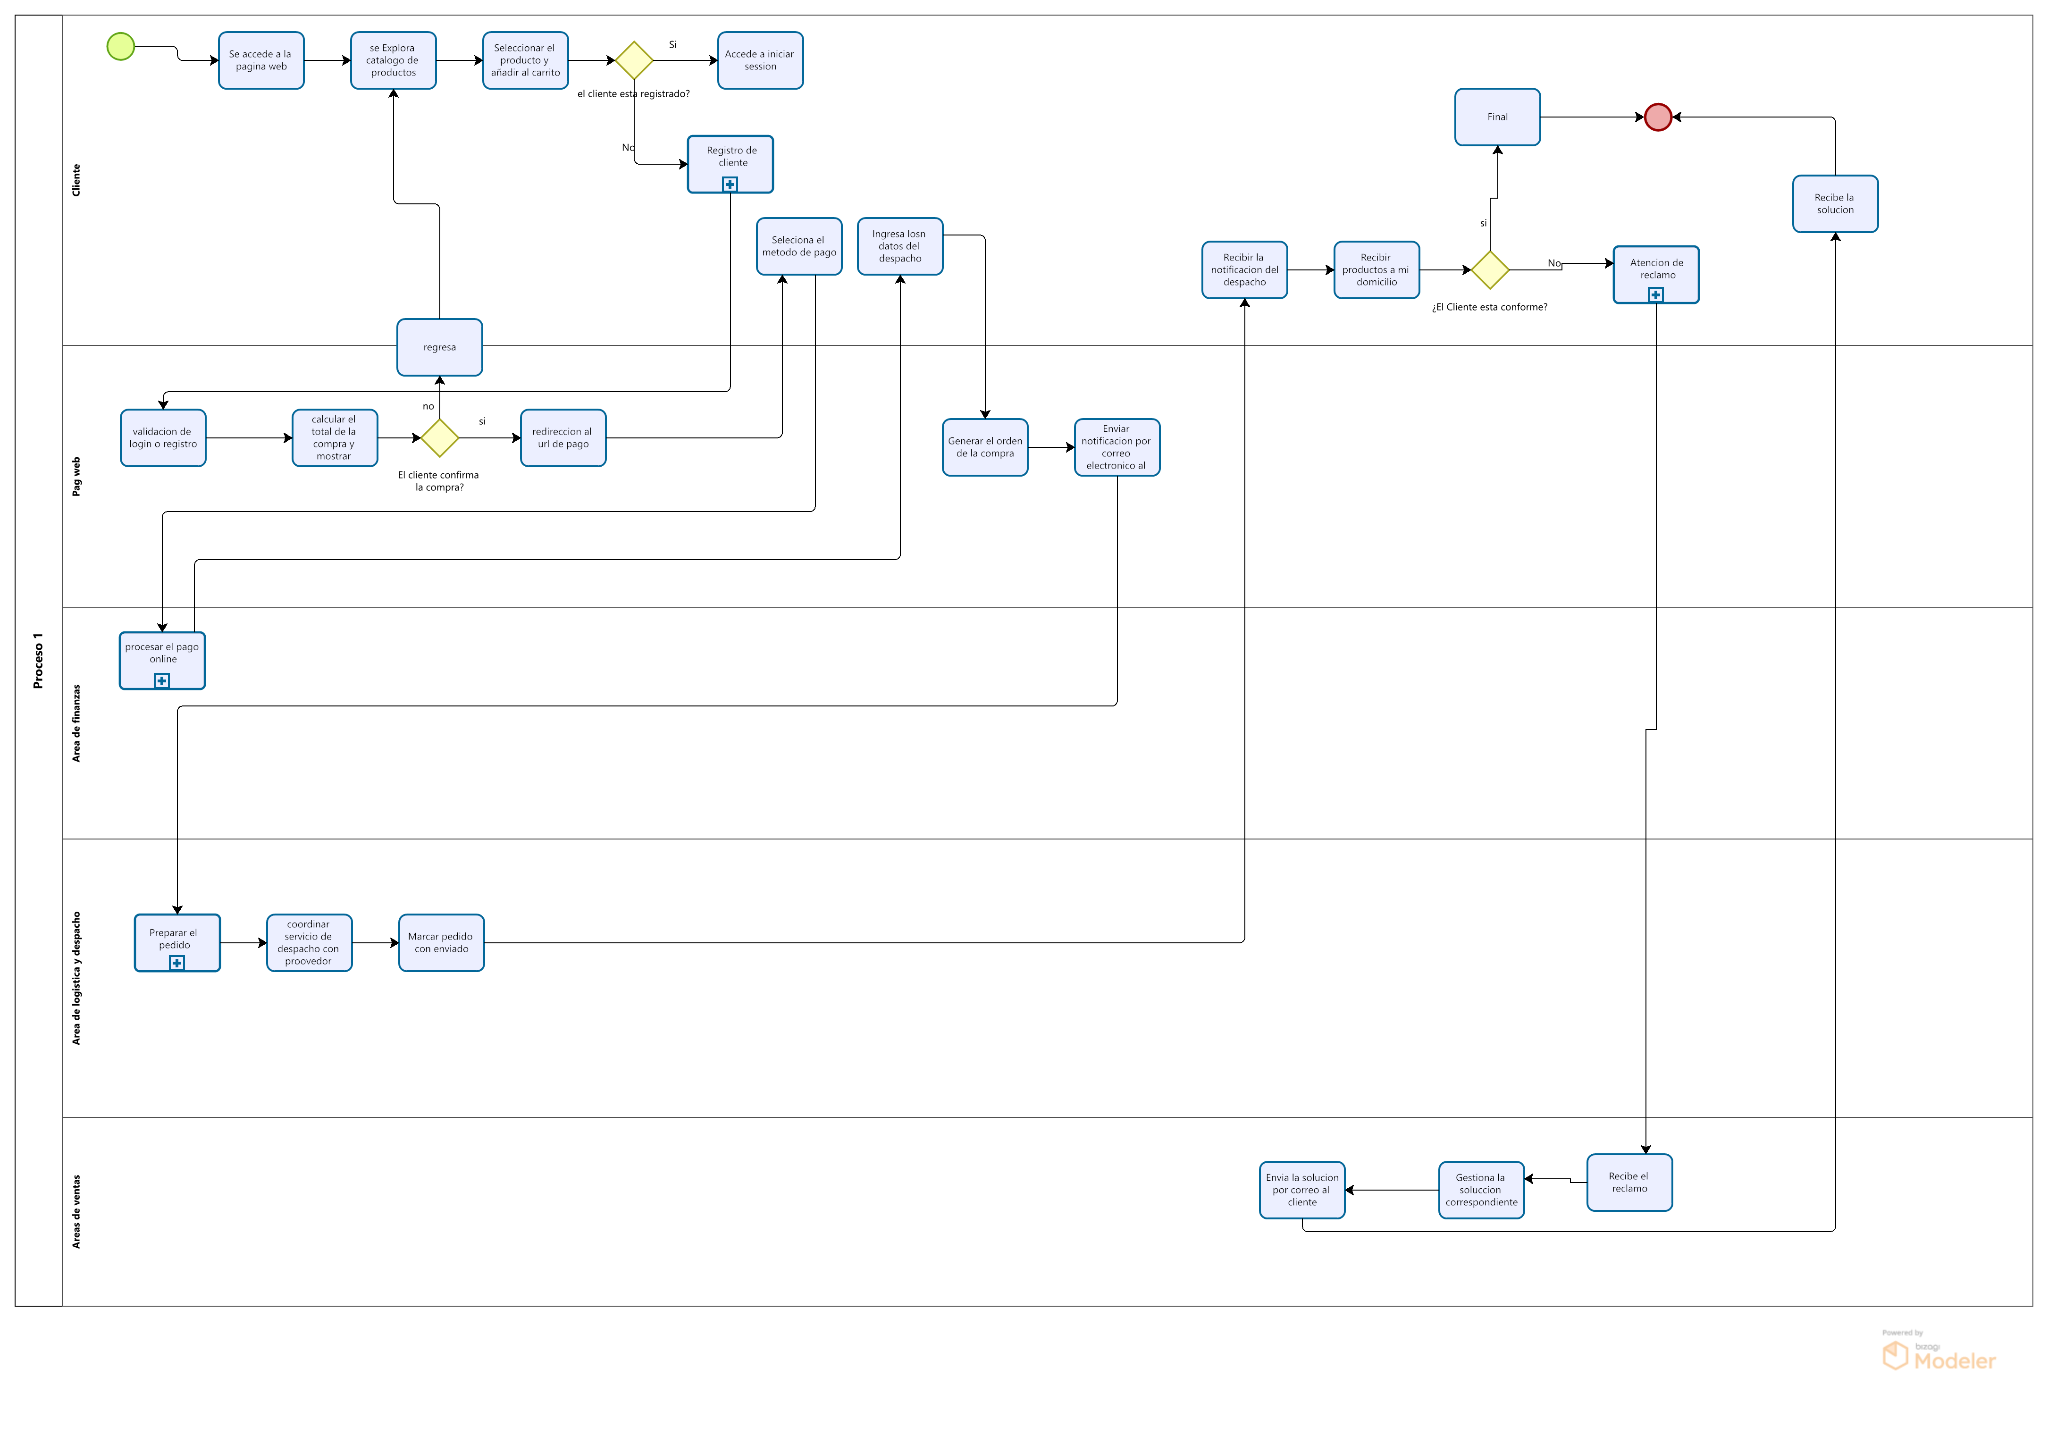 Proceso 1
Cliente
Se accede a la
pagina web
se Explora
catalogo de
productos
Seleccionar el
producto y
añadir al carrito
Si
el cliente esta registrado?
No
Accede a iniciar
session
Registro de
cliente
Seleciona el
metodo de pago
Ingresa losn
datos del
despacho
Recibir la
notificacion del
despacho
Recibir
productos a mi
domicilio
si
No
¿El Cliente esta conforme?
Final
Atencion de
reclamo
Recibe la
solucion
regresa
Pag web
validacion de
login o registro
calcular el
total de la
compra y
mostrar
no
si
El cliente confirma
la compra?
redireccion al
url de pago
Generar el orden
de la compra
Enviar
notificacion por
correo
electronico al
Area de finanzas
procesar el pago
online
Area de logistica y despacho
Preparar el
pedido
coordinar
servicio de
despacho con
proovedor
Marcar pedido
con enviado
Areas de ventas
Envia la solucion
por correo al
cliente
Gestiona la
soluccion
correspondiente
Recibe el
reclamo
Powered by
bizagi
Modeler